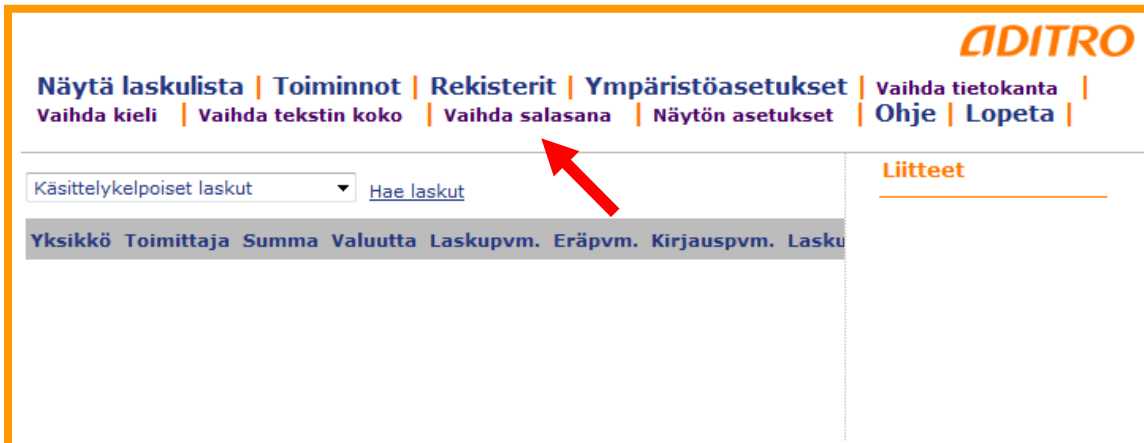 ADITRO
Näytä laskulista | Toiminnot | Rekisterit | Ympäristöasetukset | Vaihda tietokanta |
Vaihda kieli | Vaihda tekstin koko | Vaihda salasana | Näytön asetukset | Ohje | Lopeta |
Käsittelykelpoiset laskut Hae laskut
Liitteet
Yksikkö Toimittaja Summa Valuutta Laskupvm. Eräpvm. Kirjauspvm. Lasku